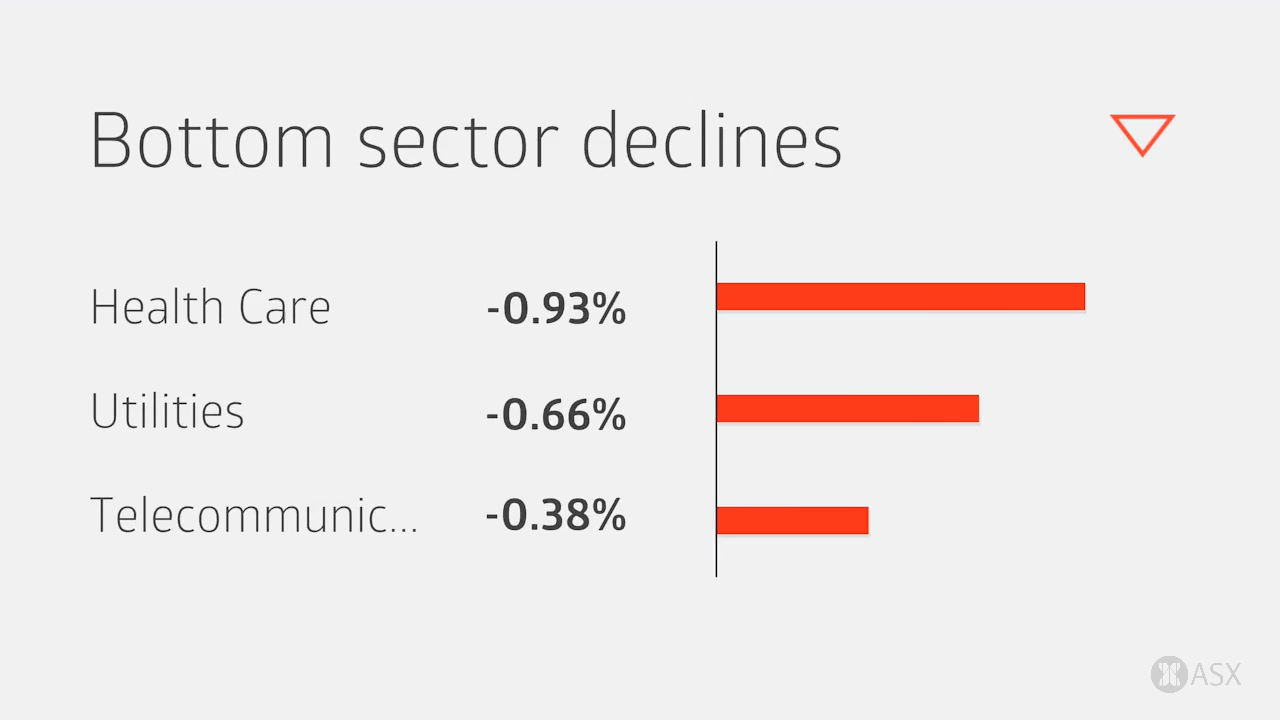 Bottom sector declines
Health Care -0.93%
Utilities -0.66%
Telecommunic... -0.38%
ASX